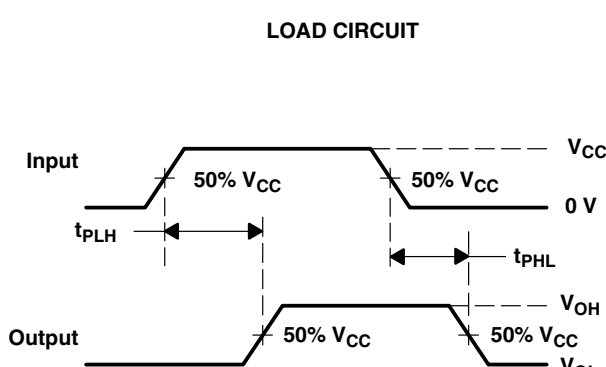 LOAD CIRCUIT
Input
50% VCC
50% VCC
VCC
0 V
tPLH
tPHL
Output
50% VCC
50% VCC
VOH